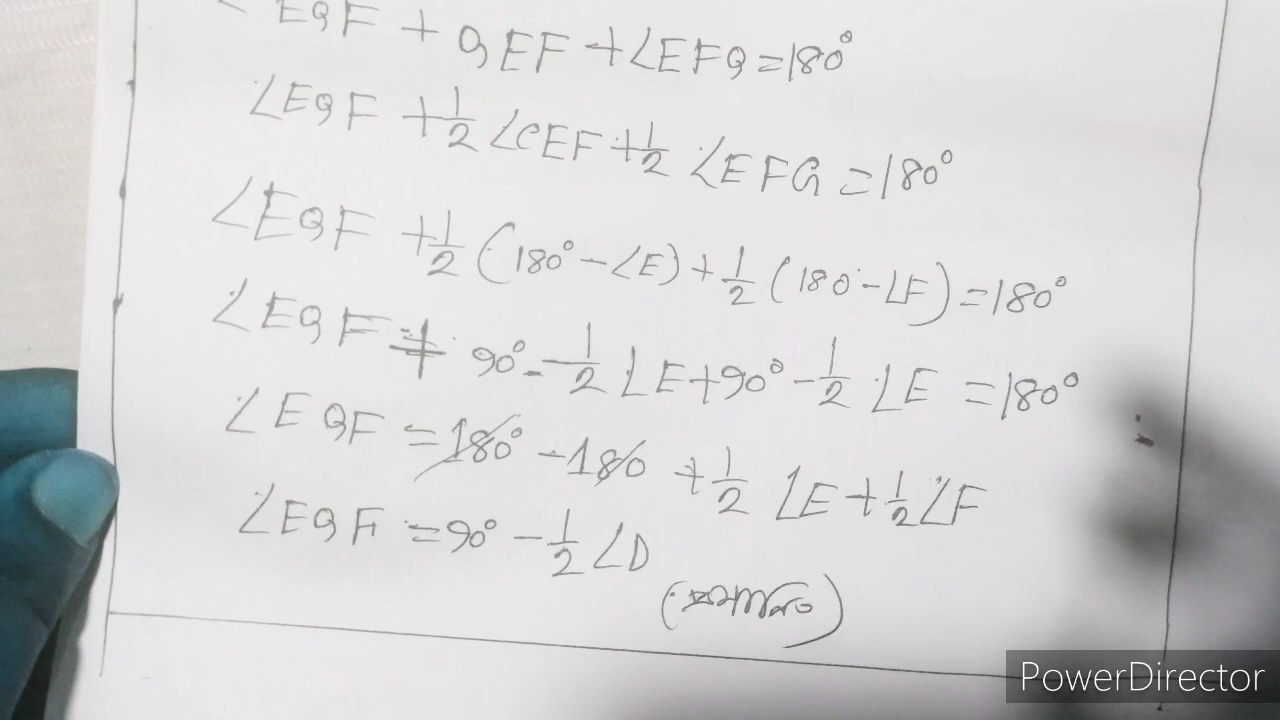 ∠EQF + QEF + ∠EFQ = 180°
∠EQF + 1/2 ∠CEF + 1/2 ∠EFG = 180°
∠EQF + 1/2 (180° - ∠E) + 1/2 (180 - ∠F) = 180°
∠EQF + 90° - 1/2 ∠E + 90° - 1/2 ∠E = 180°
∠EQF = 180° - 180 + 1/2 ∠E + 1/2 ∠F
∠EQF = 90° - 1/2 ∠D
PowerDirector